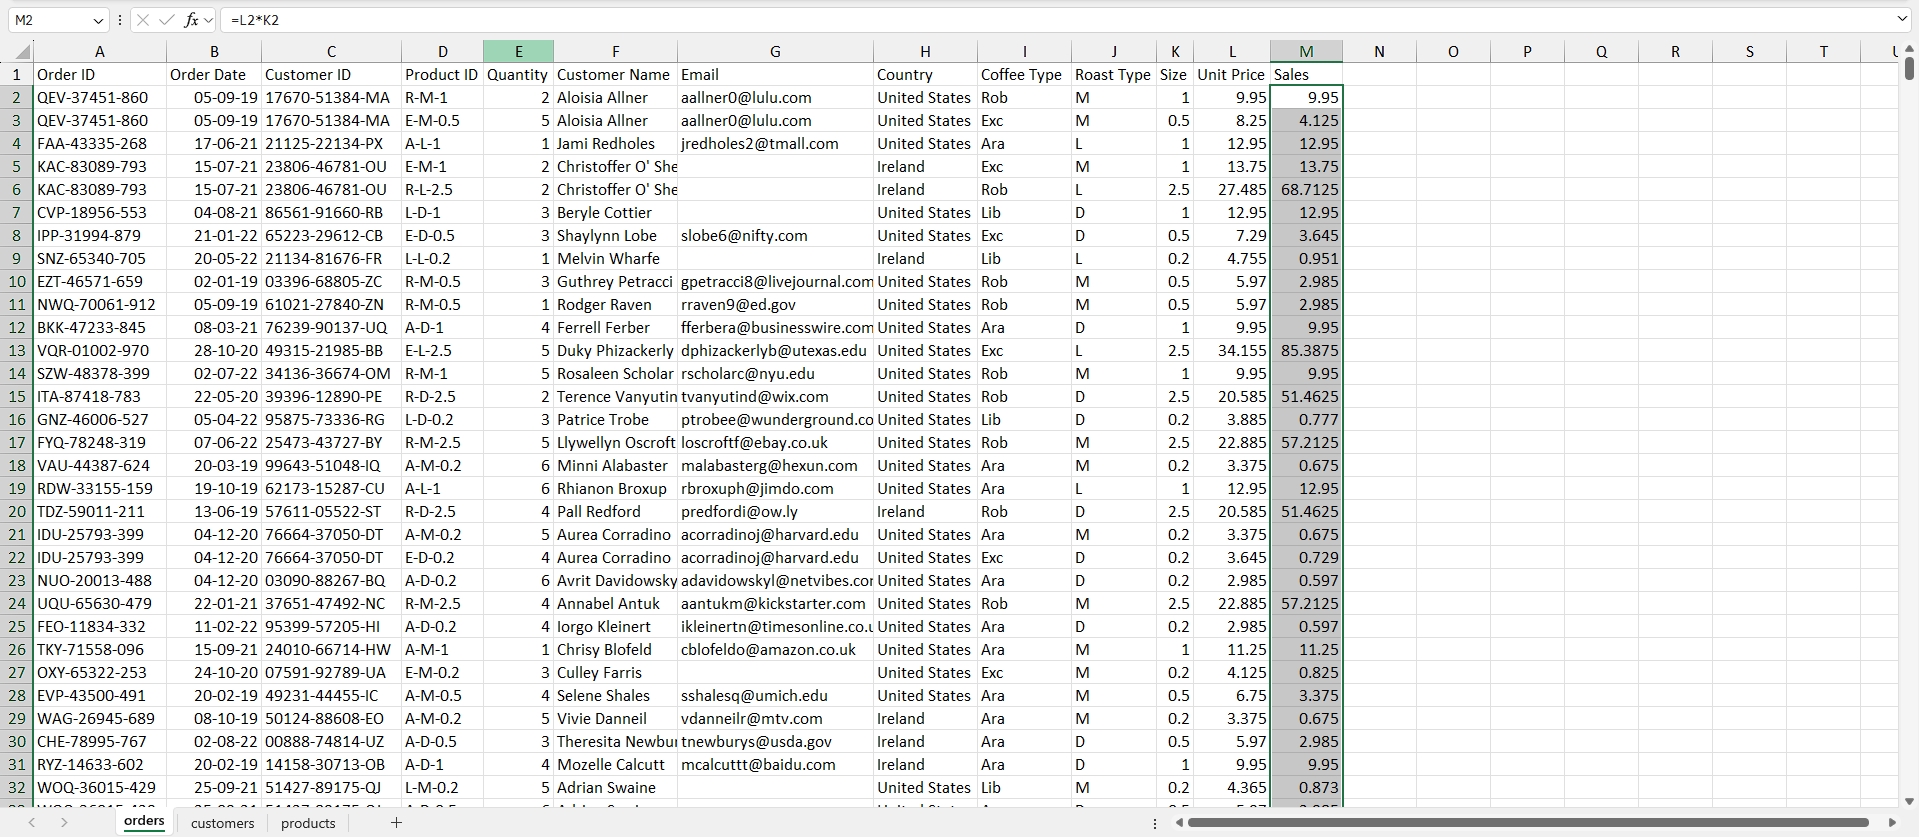 M2 fx =L2*K2
A B C D E F G H I J K L M N O P Q R S T
1 Order ID Order Date Customer ID Product ID Quantity Customer Name Email Country Coffee Type Roast Type Size Unit Price Sales
2 QEV-37451-860 05-09-19 17670-51384-MA R-M-1 2 Aloisia Allner aallner0@lulu.com United States Rob M 1 9.95 9.95
3 QEV-37451-860 05-09-19 17670-51384-MA E-M-0.5 5 Aloisia Allner aallner0@lulu.com United States Exc M 0.5 8.25 4.125
4 FAA-43335-268 17-06-21 21125-22134-PX A-L-1 1 Jami Redholes jredholes2@tmall.com United States Ara L 1 12.95 12.95
5 KAC-83089-793 15-07-21 23806-46781-OU E-M-1 2 Christoffer O' She Ireland Exc M 1 13.75 13.75
6 KAC-83089-793 15-07-21 23806-46781-OU R-L-2.5 2 Christoffer O' She Ireland Rob L 2.5 27.485 68.7125
7 CVP-18956-553 04-08-21 86561-91660-RB L-D-1 3 Beryle Cottier United States Lib D 1 12.95 12.95
8 IPP-31994-879 21-01-22 65223-29612-CB E-D-0.5 3 Shaylynn Lobe slobe6@nifty.com United States Exc D 0.5 7.29 3.645
9 SNZ-65340-705 20-05-22 21134-81676-FR L-L-0.2 1 Melvin Wharfe Ireland Lib L 0.2 4.755 0.951
10 EZT-46571-659 02-01-19 03396-68805-ZC R-M-0.5 3 Guthrey Petracci gpetracci8@livejournal.com United States Rob M 0.5 5.97 2.985
11 NWQ-70061-912 05-09-19 61021-27840-ZN R-M-0.5 1 Rodger Raven rraven9@ed.gov United States Rob M 0.5 5.97 2.985
12 BKK-47233-845 08-03-21 76239-90137-UQ A-D-1 4 Ferrell Ferber fferbera@businesswire.com United States Ara D 1 9.95 9.95
13 VQR-01002-970 28-10-20 49315-21985-BB E-L-2.5 5 Duky Phizackerly dphizackerlyb@utexas.edu United States Exc L 2.5 34.155 85.3875
14 SZW-48378-399 02-07-22 34136-36674-OM R-M-1 5 Rosaleen Scholar rscholarc@nyu.edu United States Rob M 1 9.95 9.95
15 ITA-87418-783 22-05-20 39396-12890-PE R-D-2.5 2 Terence Vanyutin tvanyutind@wix.com United States Rob D 2.5 20.585 51.4625
16 GNZ-46006-527 05-04-22 95875-73336-RG L-D-0.2 3 Patrice Trobe ptrobee@wunderground.co United States Lib D 0.2 3.885 0.777
17 FYQ-78248-319 07-06-22 25473-43727-BY R-M-2.5 5 Llywellyn Oscroft loscroftf@ebay.co.uk United States Rob M 2.5 22.885 57.2125
18 VAU-44387-624 20-03-19 99643-51048-IQ A-M-0.2 6 Minni Alabaster malabasterg@hexun.com United States Ara M 0.2 3.375 0.675
19 RDW-33155-159 19-10-19 62173-15287-CU A-L-1 6 Rhianon Broxup rbroxuph@jimdo.com United States Ara L 1 12.95 12.95
20 TDZ-59011-211 13-06-19 57611-05522-ST R-D-2.5 4 Pall Redford predfordi@ow.ly Ireland Rob D 2.5 20.585 51.4625
21 IDU-25793-399 04-12-20 76664-37050-DT A-M-0.2 5 Aurea Corradino acorradinoj@harvard.edu United States Ara M 0.2 3.375 0.675
22 IDU-25793-399 04-12-20 76664-37050-DT E-D-0.2 4 Aurea Corradino acorradinoj@harvard.edu United States Exc D 0.2 3.645 0.729
23 NUO-20013-488 04-12-20 03090-88267-BQ A-D-0.2 6 Avrit Davidowsky adavidowskyl@netvibes.com United States Ara D 0.2 2.985 0.597
24 UQU-65630-479 22-01-21 37651-47492-NC R-M-2.5 4 Annabel Antuk aantukm@kickstarter.com United States Rob M 2.5 22.885 57.2125
25 FEO-11834-332 11-02-22 95399-57205-HI A-D-0.2 4 Iorgo Kleinert ikleinertn@timesonline.co.u United States Ara D 0.2 2.985 0.597
26 TKY-71558-096 15-09-21 24010-66714-HW A-M-1 1 Chrisy Blofeld cblofeldo@amazon.co.uk United States Ara M 1 11.25 11.25
27 OXY-65322-253 24-10-20 07591-92789-UA E-M-0.2 3 Culley Farris United States Exc M 0.2 4.125 0.825
28 EVP-43500-491 20-02-19 49231-44455-IC A-M-0.5 4 Selene Shales sshalesq@umich.edu United States Ara M 0.5 6.75 3.375
29 WAG-26945-689 08-10-19 50124-88608-EO A-M-0.2 5 Vivie Danneil vdanneilr@mtv.com Ireland Ara M 0.2 3.375 0.675
30 CHE-78995-767 02-08-22 00888-74814-UZ A-D-0.5 3 Theresita Newbur tnewburys@usda.gov Ireland Ara D 0.5 5.97 2.985
31 RYZ-14633-602 20-02-19 14158-30713-OB A-D-1 4 Mozelle Calcutt mcalcuttt@baidu.com Ireland Ara D 1 9.95 9.95
32 WOQ-36015-429 25-09-21 51427-89175-QJ L-M-0.2 5 Adrian Swaine United States Lib M 0.2 4.365 0.873
orders customers products